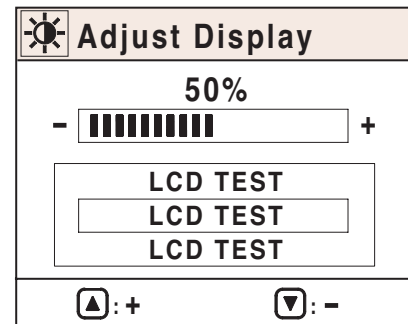 Adjust Display
50%
- +
LCD TEST
LCD TEST
LCD TEST
▲: + ▼: -